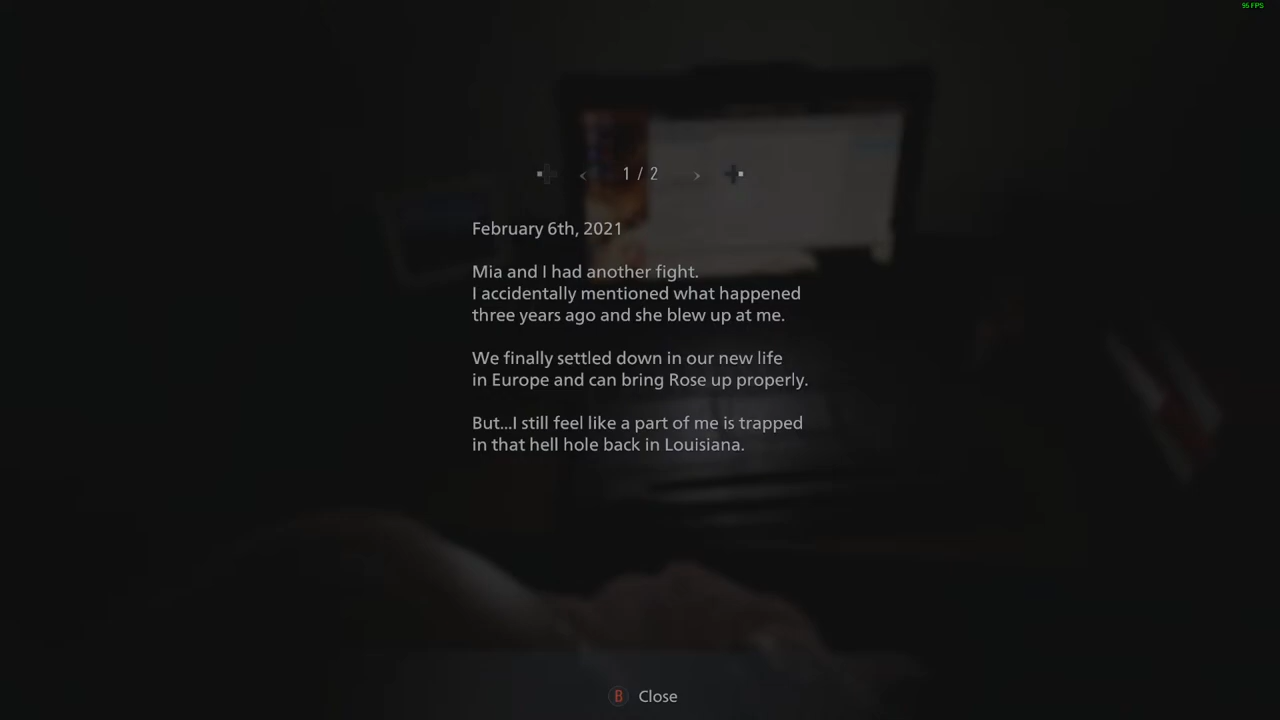 95 FPS
< 1 / 2 >
February 6th, 2021
Mia and I had another fight.
I accidentally mentioned what happened
three years ago and she blew up at me.
We finally settled down in our new life
in Europe and can bring Rose up properly.
But...I still feel like a part of me is trapped
in that hell hole back in Louisiana.
B Close